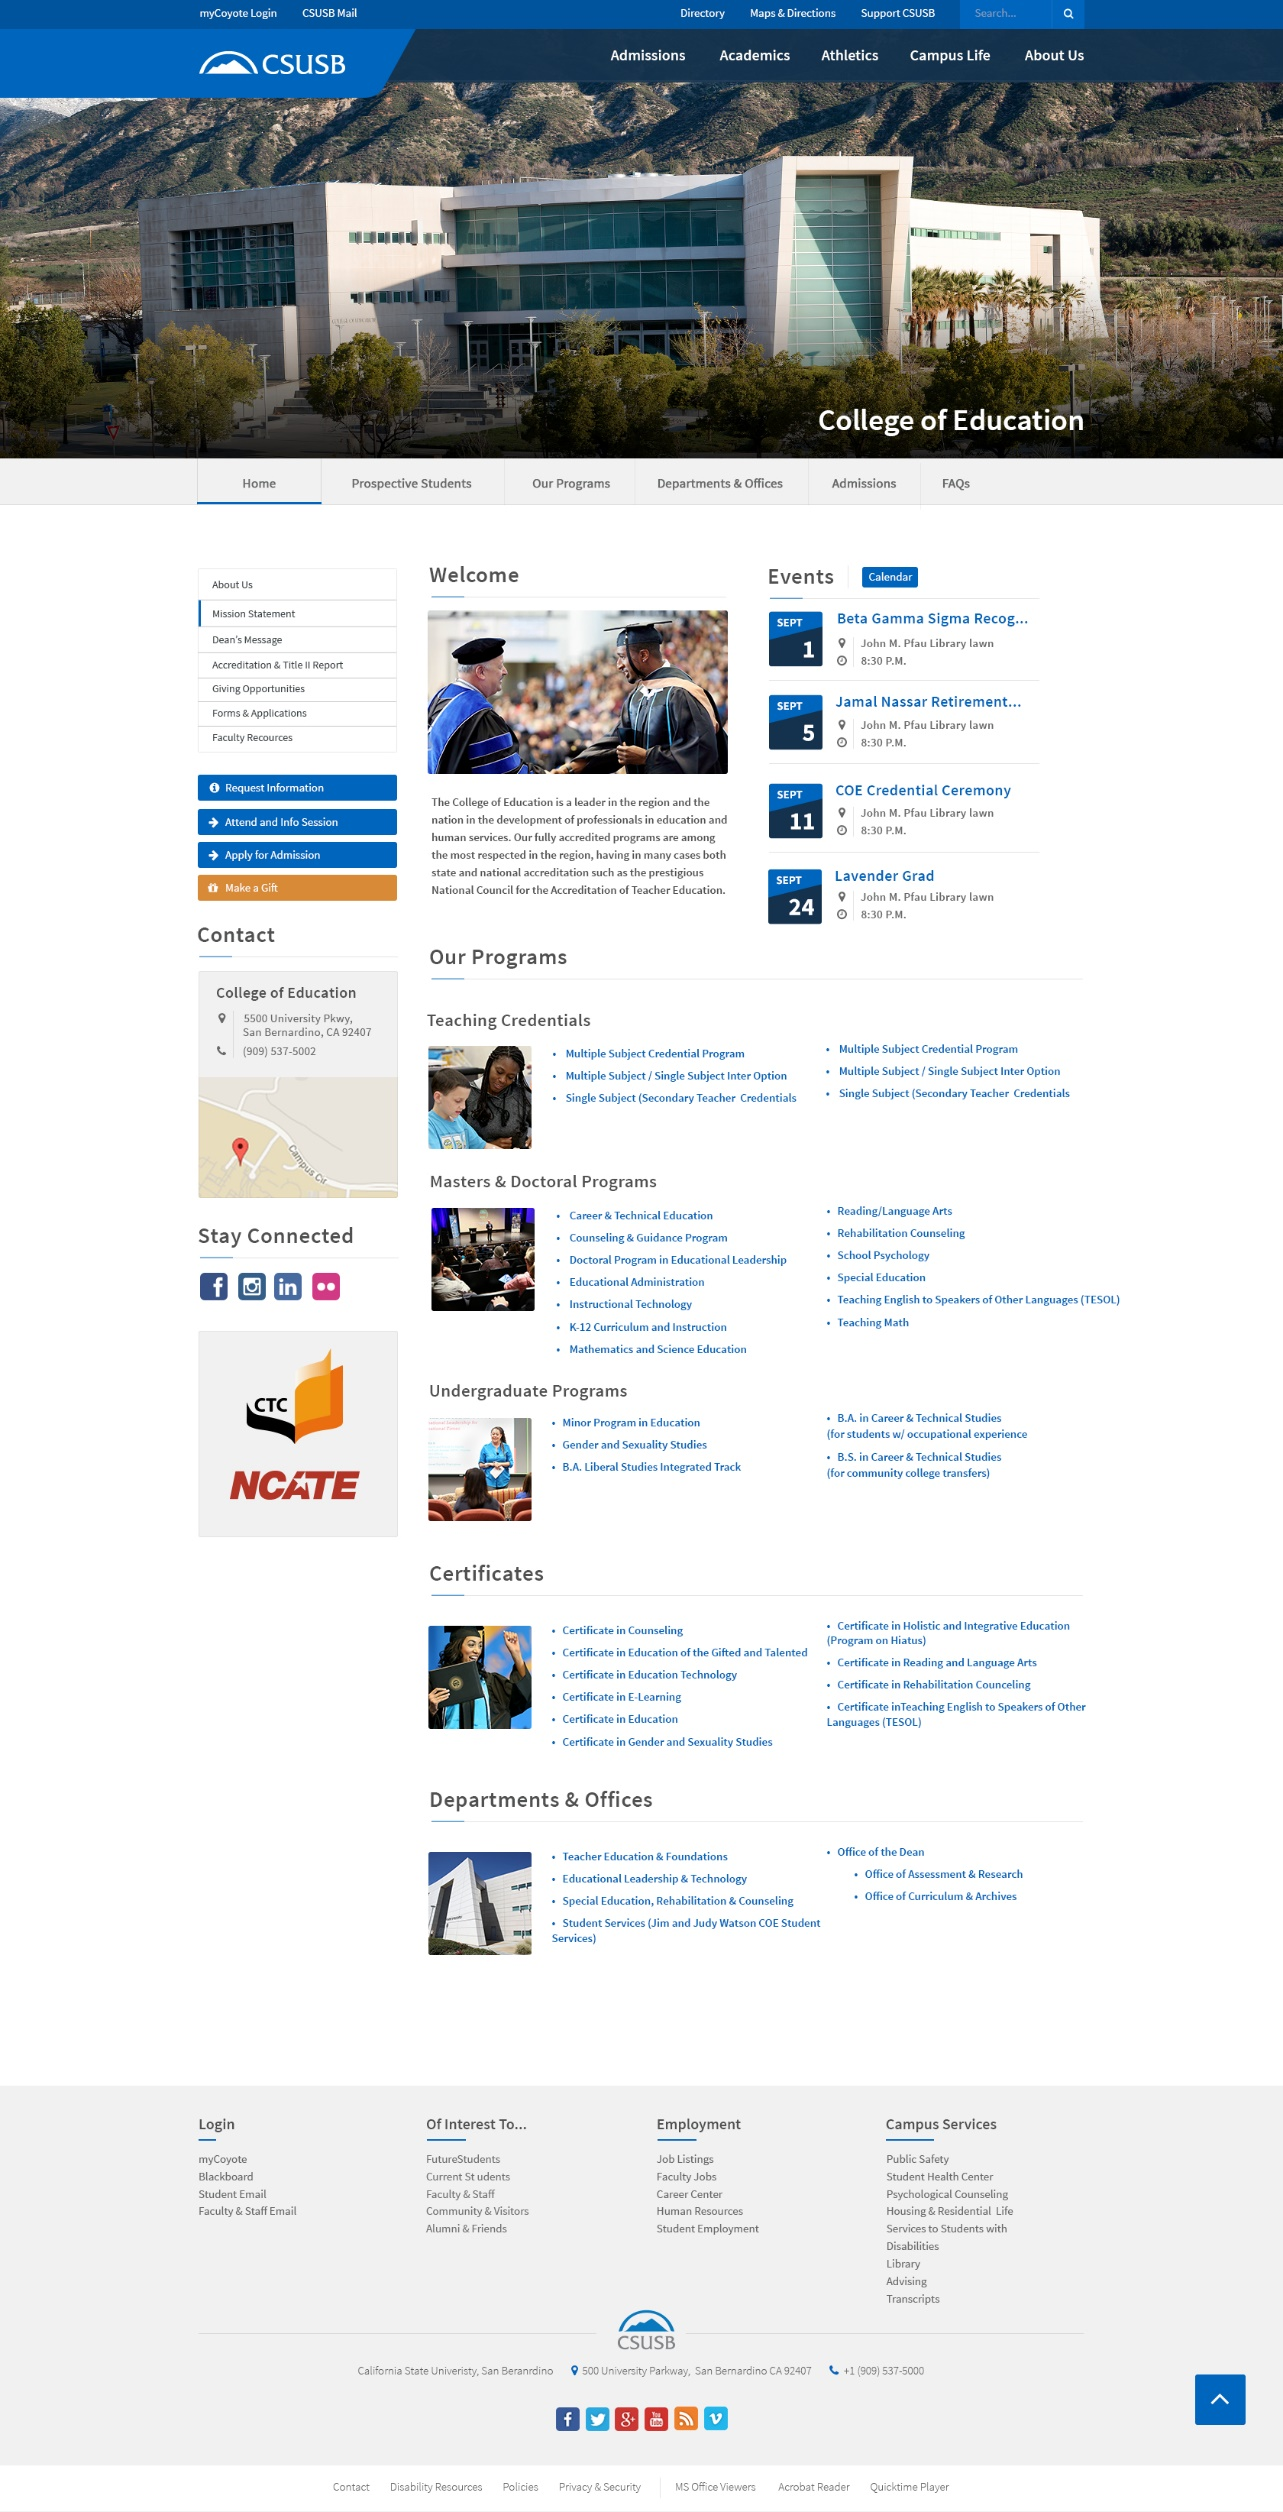 myCoyote Login CSUSB Mail Directory Maps & Directions Support CSUSB Search...
CSUSB
Admissions Academics Athletics Campus Life About Us
College of Education
Home Prospective Students Our Programs Departments & Offices Admissions FAQs
About Us
Mission Statement
Dean's Message
Accreditation & Title II Report
Giving Opportunities
Forms & Applications
Faculty Recources
Request Information
Attend and Info Session
Apply for Admission
Make a Gift
Contact
College of Education
5500 University Pkwy,
San Bernardino, CA 92407
(909) 537-5002
Campus Cir
Stay Connected
CTC
NCATE
Welcome
The College of Education is a leader in the region and the
nation in the development of professionals in education and
human services. Our fully accredited programs are among
the most respected in the region, having in many cases both
state and national accreditation such as the prestigious
National Council for the Accreditation of Teacher Education.
Events Calendar
SEPT 1
Beta Gamma Sigma Recog...
John M. Pfau Library lawn
8:30 P.M.
SEPT 5
Jamal Nassar Retirement...
John M. Pfau Library lawn
8:30 P.M.
SEPT 11
COE Credential Ceremony
John M. Pfau Library lawn
8:30 P.M.
SEPT 24
Lavender Grad
John M. Pfau Library lawn
8:30 P.M.
Our Programs
Teaching Credentials
• Multiple Subject Credential Program
• Multiple Subject / Single Subject Inter Option
• Single Subject (Secondary Teacher Credentials
• Multiple Subject Credential Program
• Multiple Subject / Single Subject Inter Option
• Single Subject (Secondary Teacher Credentials
Masters & Doctoral Programs
• Career & Technical Education
• Counseling & Guidance Program
• Doctoral Program in Educational Leadership
• Educational Administration
• Instructional Technology
• K-12 Curriculum and Instruction
• Mathematics and Science Education
• Reading/Language Arts
• Rehabilitation Counseling
• School Psychology
• Special Education
• Teaching English to Speakers of Other Languages (TESOL)
• Teaching Math
Undergraduate Programs
• Minor Program in Education
• Gender and Sexuality Studies
• B.A. Liberal Studies Integrated Track
• B.A. in Career & Technical Studies
(for students w/ occupational experience
• B.S. in Career & Technical Studies
(for community college transfers)
Certificates
• Certificate in Counseling
• Certificate in Education of the Gifted and Talented
• Certificate in Education Technology
• Certificate in E-Learning
• Certificate in Education
• Certificate in Gender and Sexuality Studies
• Certificate in Holistic and Integrative Education
(Program on Hiatus)
• Certificate in Reading and Language Arts
• Certificate in Rehabilitation Counceling
• Certificate inTeaching English to Speakers of Other
Languages (TESOL)
Departments & Offices
• Teacher Education & Foundations
• Educational Leadership & Technology
• Special Education, Rehabilitation & Counseling
• Student Services (Jim and Judy Watson COE Student
Services)
• Office of the Dean
• Office of Assessment & Research
• Office of Curriculum & Archives
Login
myCoyote
Blackboard
Student Email
Faculty & Staff Email
Of Interest To...
FutureStudents
Current St udents
Faculty & Staff
Community & Visitors
Alumni & Friends
Employment
Job Listings
Faculty Jobs
Career Center
Human Resources
Student Employment
Campus Services
Public Safety
Student Health Center
Psychological Counseling
Housing & Residential Life
Services to Students with
Disabilities
Library
Advising
Transcripts
CSUSB
California State Univeristy, San Beranrdino 500 University Parkway, San Bernardino CA 92407 +1 (909) 537-5000
You Tube
Contact Disability Resources Policies Privacy & Security MS Office Viewers Acrobat Reader Quicktime Player